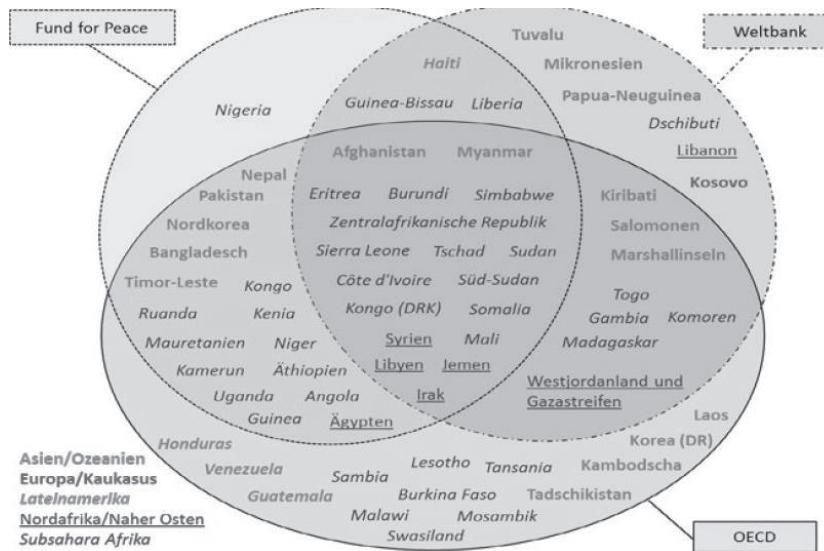 Fund for Peace
Weltbank
Tuvalu
Haiti
Mikronesien
Guinea-Bissau Liberia
Papua-Neuguinea
Nigeria
Dschibuti
Libanon
Afghanistan Myanmar
Nepal
Kosovo
Pakistan
Eritrea Burundi Simbabwe
Kiribati
Nordkorea
Zentralafrikanische Republik
Salomonen
Bangladesch
Sierra Leone Tschad Sudan
Marshallinseln
Timor-Leste
Kongo
Côte d'Ivoire Süd-Sudan
Togo
Ruanda Kenia
Kongo (DRK) Somalia
Gambia Komoren
Mauretanien Niger
Syrien Mali
Madagaskar
Kamerun Äthiopien
Libyen Jemen
Uganda Angola
Irak
Westjordanland und
Gazastreifen
Guinea Ägypten
Laos
Honduras
Korea (DR)
Asien/Ozeanien
Venezuela
Sambia
Lesotho
Tansania
Kambodscha
Europa/Kaukasus
Lateinamerika
Guatemala
Burkina Faso
Tadschikistan
Nordafrika/Naher Osten
Malawi
Mosambik
Subsahara Afrika
Swasiland
OECD